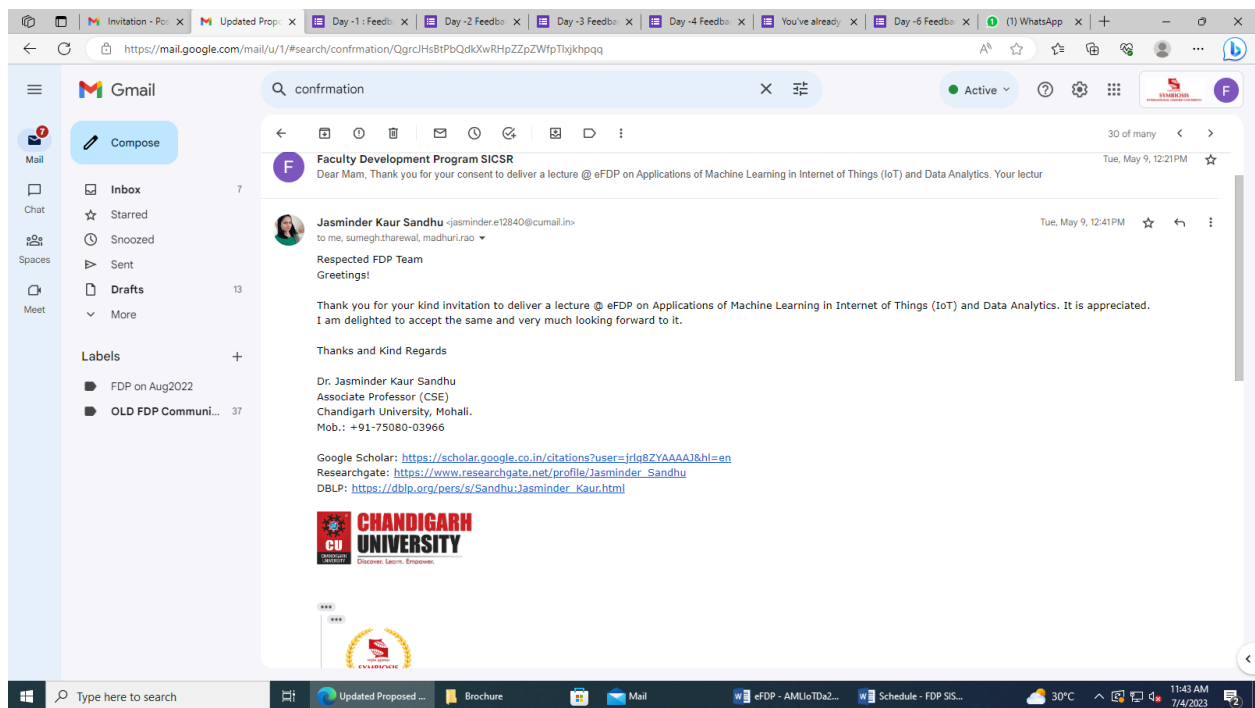 Invitation - Pos
Updated Propo
Day -1 : Feedb
Day -2 Feedba
Day -3 Feedba
Day -4 Feedba
You've already
Day -6 Feedba
(1) WhatsApp
https://mail.google.com/mail/u/1/#search/confrmation/QgrcJHsBtPbQdkXwRHpZZpZWfpTlxjkhpqq
Gmail
confrmation
Active
SYMBIOSIS
F
9
Mail
Chat
Spaces
Meet
Compose
Inbox 7
Starred
Snoozed
Sent
Drafts 13
More
Labels
FDP on Aug2022
OLD FDP Communi... 37
30 of many
F
Faculty Development Program SICSR
Tue, May 9, 12:21 PM
Dear Mam, Thank you for your consent to deliver a lecture @ eFDP on Applications of Machine Learning in Internet of Things (IoT) and Data Analytics. Your lectur
Jasminder Kaur Sandhu <jasminder.e12840@cumail.in>
Tue, May 9, 12:41 PM
to me, sumegh.tharewal, madhuri.rao
Respected FDP Team
Greetings!
Thank you for your kind invitation to deliver a lecture @ eFDP on Applications of Machine Learning in Internet of Things (IoT) and Data Analytics. It is appreciated.
I am delighted to accept the same and very much looking forward to it.
Thanks and Kind Regards
Dr. Jasminder Kaur Sandhu
Associate Professor (CSE)
Chandigarh University, Mohali.
Mob.: +91-75080-03966
Google Scholar: https://scholar.google.co.in/citations?user=jrlq8ZYAAAAJ&hl=en
Researchgate: https://www.researchgate.net/profile/Jasminder_Sandhu
DBLP: https://dblp.org/pers/s/Sandhu:Jasminder_Kaur.html
CU
CHANDIGARH
UNIVERSITY
CHANDIGARH
UNIVERSITY
Discover. Learn. Empower.
SYMBIOSIS
Type here to search
Updated Proposed ...
Brochure
Mail
eFDP - AMLIoTDa2...
Schedule - FDP SIS...
30°C
11:43 AM
7/4/2023
2